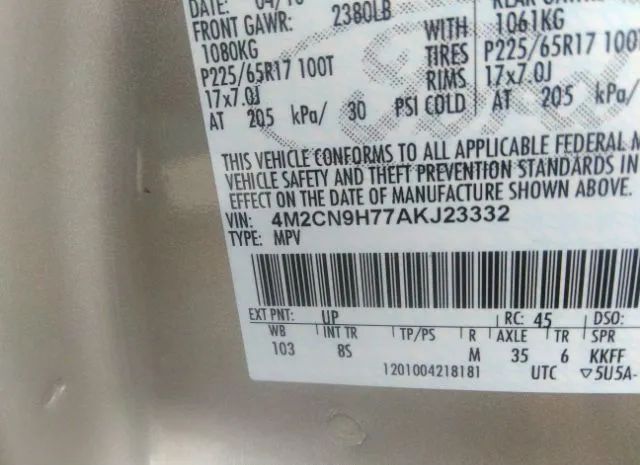 DATE: 04/10
FRONT GAWR: 2380LB
1080KG WITH 1061KG
P225/65R17 100T TIRES P225/65R17 100T
17x7.0J RIMS 17x7.0J
AT 205 kPa/ 30 PSI COLD AT 205 kPa/
Ford
THIS VEHICLE CONFORMS TO ALL APPLICABLE FEDERAL M
VEHICLE SAFETY AND THEFT PREVENTION STANDARDS IN
EFFECT ON THE DATE OF MANUFACTURE SHOWN ABOVE.
VIN: 4M2CN9H77AKJ23332
TYPE: MPV
EXT PNT: UP RC: 45 DSO:
WB INT TR TP/PS R AXLE TR SPR
103 8S M 35 6 KKFF
1201004218181 UTC ▽5U5A-